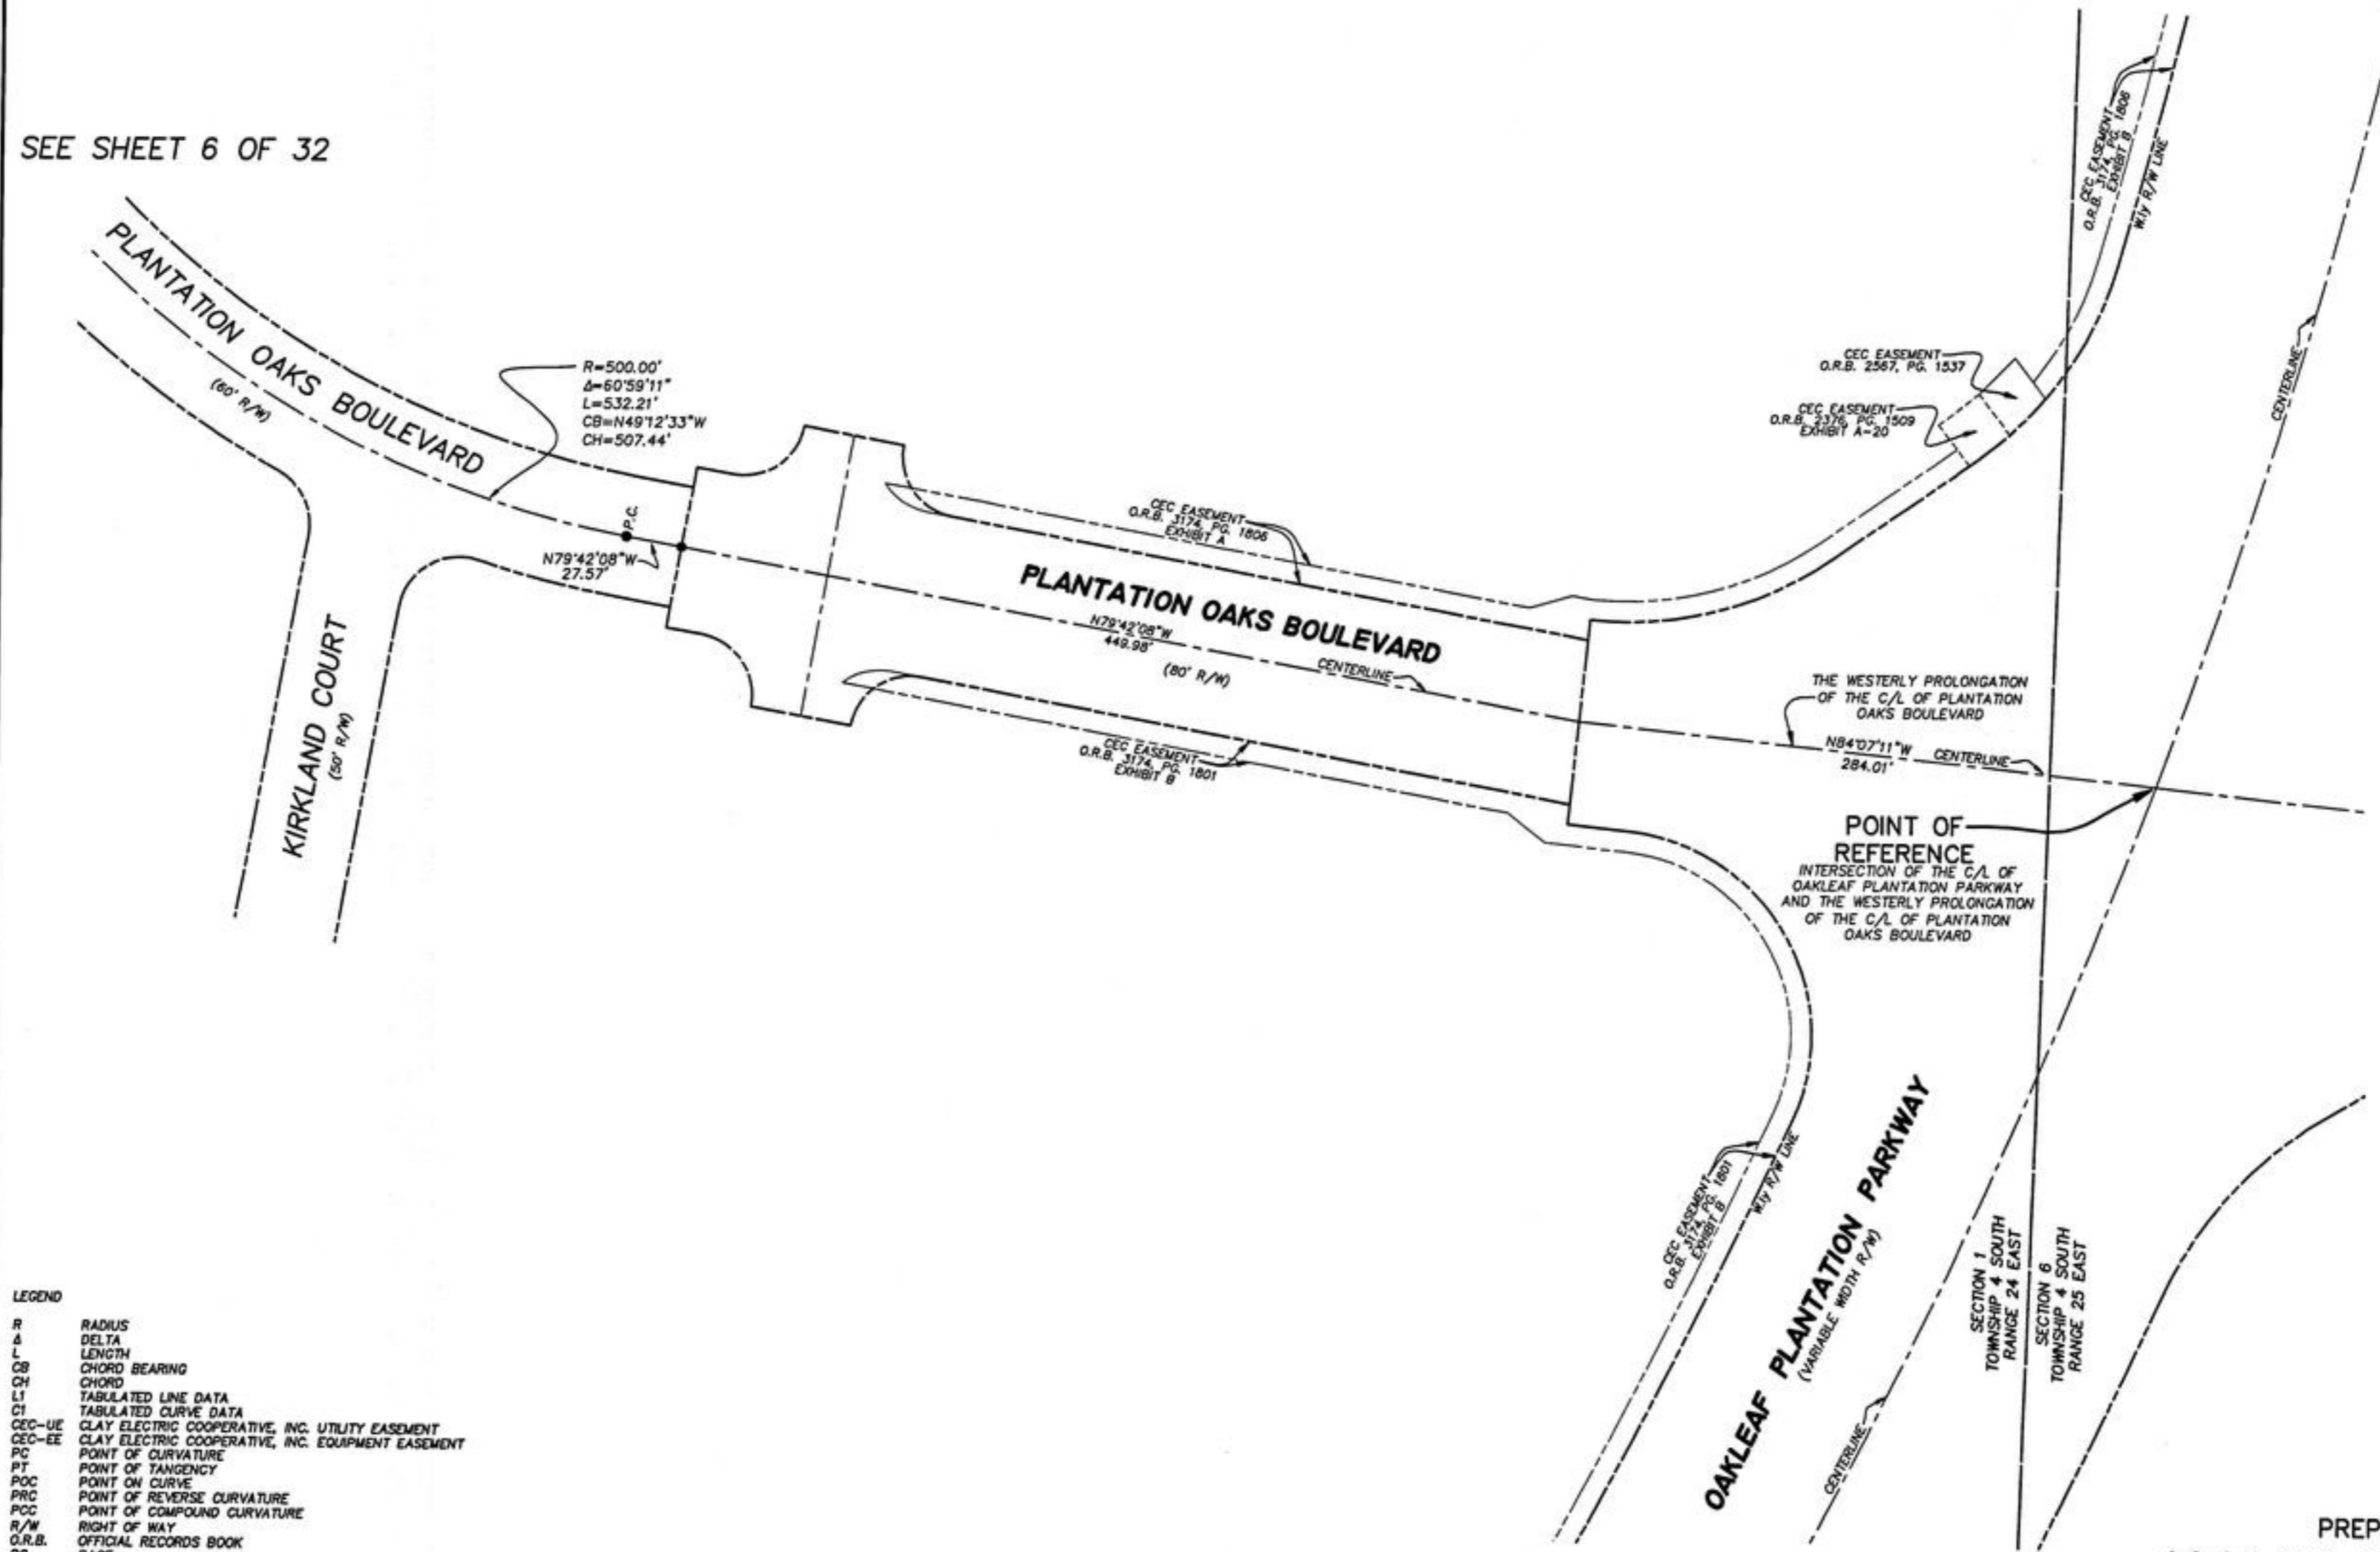 SEE SHEET 6 OF 32
PLANTATION OAKS BOULEVARD
(60' R/W)
R=500.00'
Δ=60°59'11"
L=532.21'
CB=N49°12'33"W
CH=507.44'
P.C.
N79°42'08"W
27.57'
KIRKLAND COURT
(50' R/W)
CEC EASEMENT
O.R.B. 3174, PG. 1806
EXHIBIT A
PLANTATION OAKS BOULEVARD
N79°42'08"W
449.98'
CENTERLINE
(80' R/W)
CEC EASEMENT
O.R.B. 3174, PG. 1801
EXHIBIT B
CEC EASEMENT
O.R.B. 3174, PG. 1806
EXHIBIT B
W.ly R/W LINE
CENTERLINE
CEC EASEMENT
O.R.B. 2567, PG. 1537
CEC EASEMENT
O.R.B. 2376, PG. 1509
EXHIBIT A-20
THE WESTERLY PROLONGATION
OF THE C/L OF PLANTATION
OAKS BOULEVARD
N84°07'11"W
284.01'
CENTERLINE
POINT OF
REFERENCE
INTERSECTION OF THE C/L OF
OAKLEAF PLANTATION PARKWAY
AND THE WESTERLY PROLONGATION
OF THE C/L OF PLANTATION
OAKS BOULEVARD
CEC EASEMENT
O.R.B. 3174, PG. 1801
EXHIBIT B
W.ly R/W LINE
OAKLEAF PLANTATION PARKWAY
(VARIABLE WIDTH R/W)
CENTERLINE
SECTION 1
TOWNSHIP 4 SOUTH
RANGE 24 EAST
SECTION 6
TOWNSHIP 4 SOUTH
RANGE 25 EAST
LEGEND
R RADIUS
Δ DELTA
L LENGTH
CB CHORD BEARING
CH CHORD
L1 TABULATED LINE DATA
C1 TABULATED CURVE DATA
CEC-UE CLAY ELECTRIC COOPERATIVE, INC. UTILITY EASEMENT
CEC-EE CLAY ELECTRIC COOPERATIVE, INC. EQUIPMENT EASEMENT
PC POINT OF CURVATURE
PT POINT OF TANGENCY
POC POINT ON CURVE
PRC POINT OF REVERSE CURVATURE
PCC POINT OF COMPOUND CURVATURE
R/W RIGHT OF WAY
O.R.B. OFFICIAL RECORDS BOOK
PREP